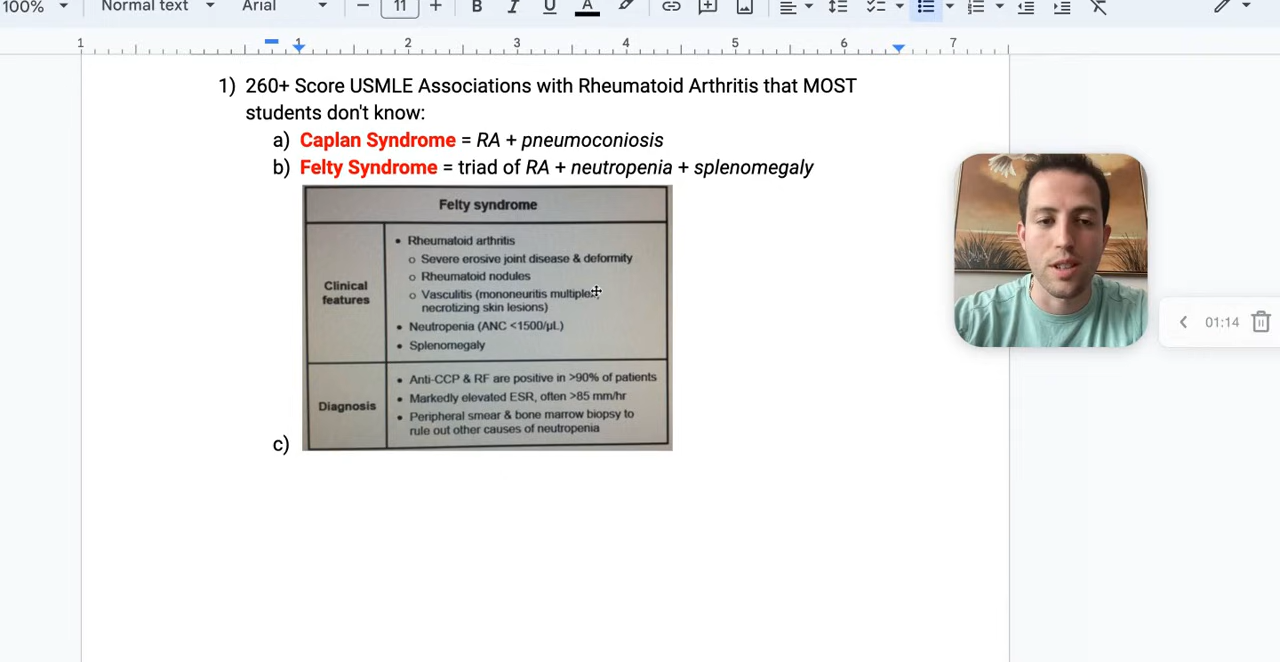 100% Normal text Arial 11 B I U A
1 1 2 3 4 5 6 7
1) 260+ Score USMLE Associations with Rheumatoid Arthritis that MOST
students don't know:
a) Caplan Syndrome = RA + pneumoconiosis
b) Felty Syndrome = triad of RA + neutropenia + splenomegaly
c)
Felty syndrome
Clinical
features
• Rheumatoid arthritis
o Severe erosive joint disease & deformity
o Rheumatoid nodules
o Vasculitis (mononeuritis multiplex,
necrotizing skin lesions)
• Neutropenia (ANC <1500/µL)
• Splenomegaly
Diagnosis
• Anti-CCP & RF are positive in >90% of patients
• Markedly elevated ESR, often >85 mm/hr
• Peripheral smear & bone marrow biopsy to
rule out other causes of neutropenia
01:14